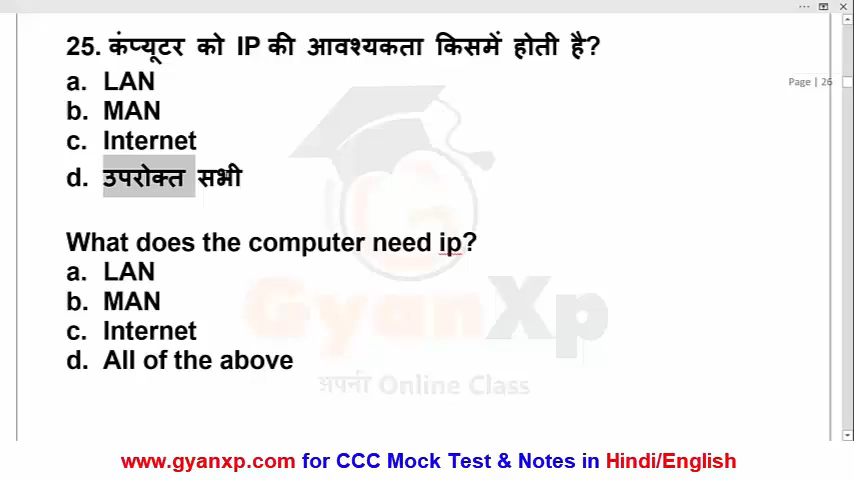 25. कंप्यूटर को IP की आवश्यकता किसमें होती है?
a. LAN
Page | 26
b. MAN
c. Internet
d. उपरोक्त सभी
What does the computer need ip?
a. LAN
b. MAN
c. Internet
d. All of the above
GyanXp
अपनी Online Class
www.gyanxp.com for CCC Mock Test & Notes in Hindi/English